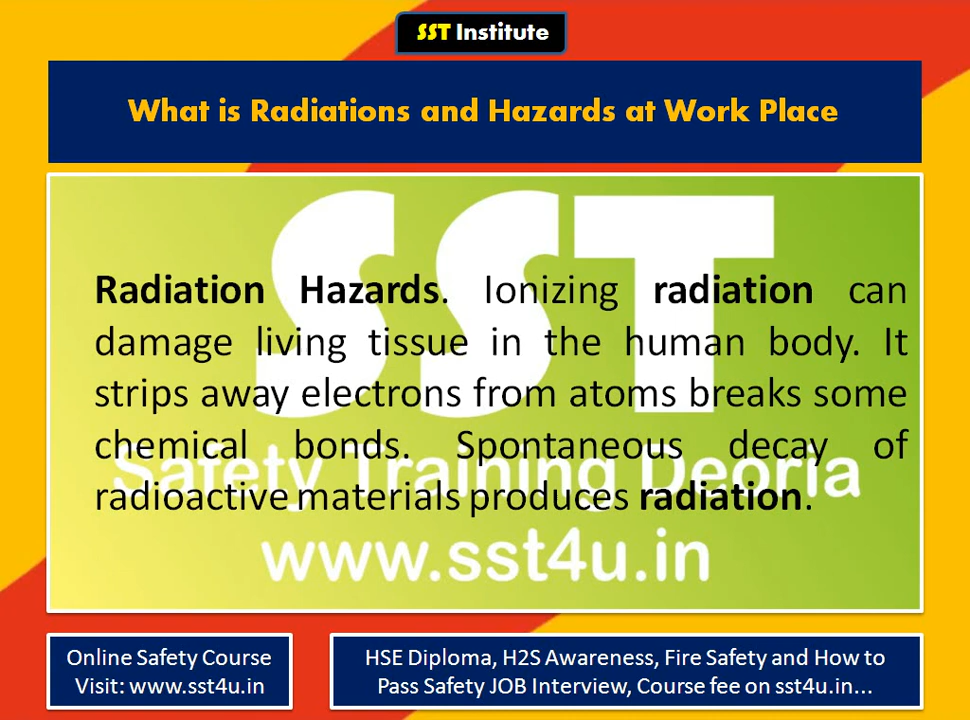 SST Institute
What is Radiations and Hazards at Work Place
SST
Radiation Hazards. Ionizing radiation can
damage living tissue in the human body. It
strips away electrons from atoms breaks some
chemical bonds. Spontaneous decay of
Safety Training Deoria
radioactive materials produces radiation.
www.sst4u.in
Online Safety Course
Visit: www.sst4u.in
HSE Diploma, H2S Awareness, Fire Safety and How to
Pass Safety JOB Interview, Course fee on sst4u.in...